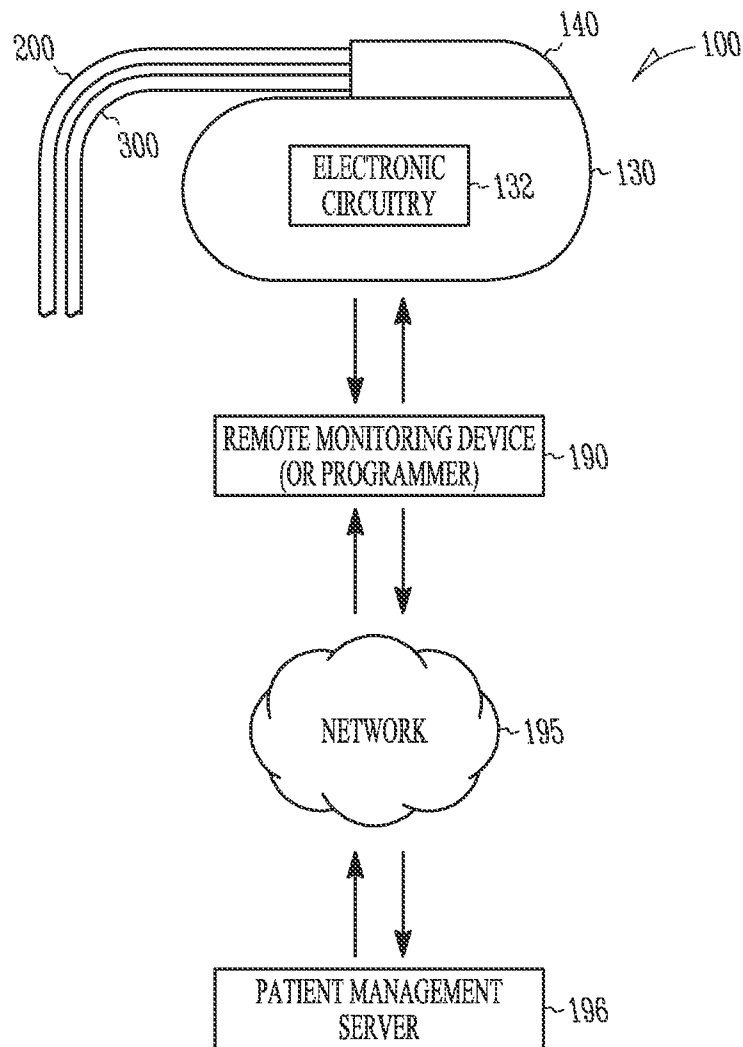 200
140
100
300
ELECTRONIC
CIRCUITRY
132
130
REMOTE MONITORING DEVICE
(OR PROGRAMMER)
190
NETWORK
195
PATIENT MANAGEMENT
SERVER
196